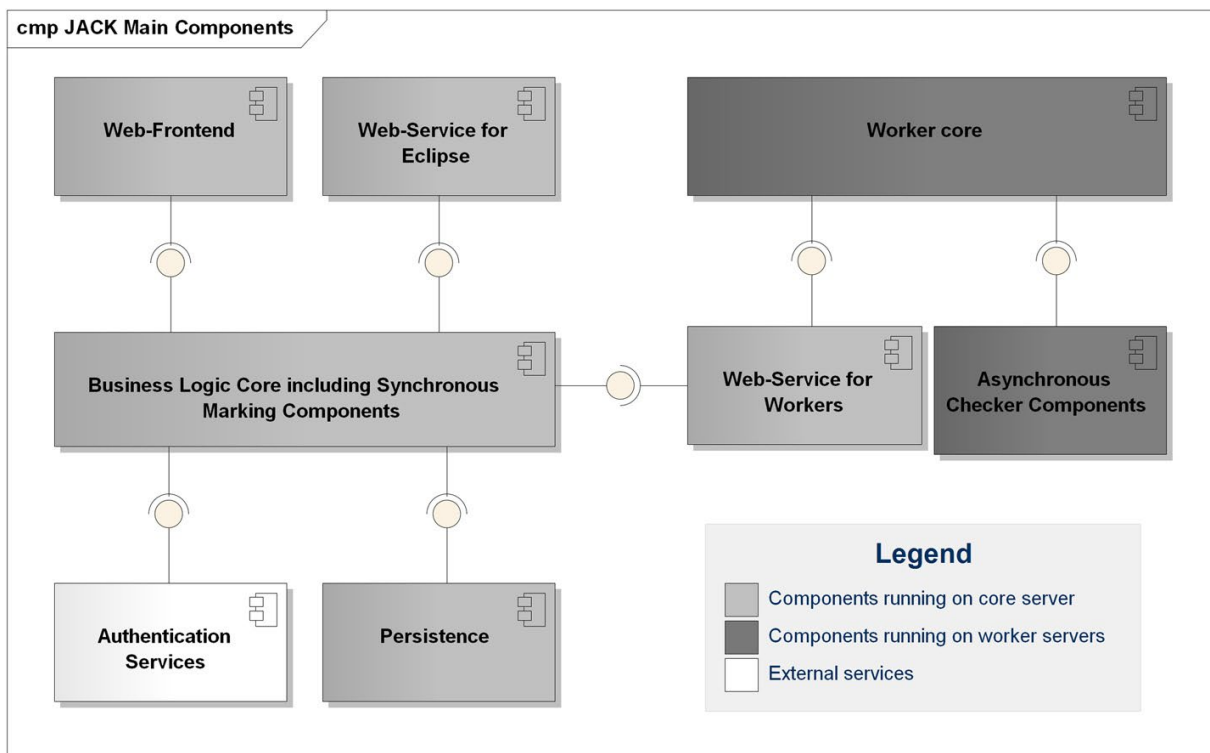 cmp JACK Main Components
Web-Frontend
Web-Service for
Eclipse
Worker core
Business Logic Core including Synchronous
Marking Components
Web-Service for
Workers
Asynchronous
Checker Components
Authentication
Services
Persistence
Legend
Components running on core server
Components running on worker servers
External services